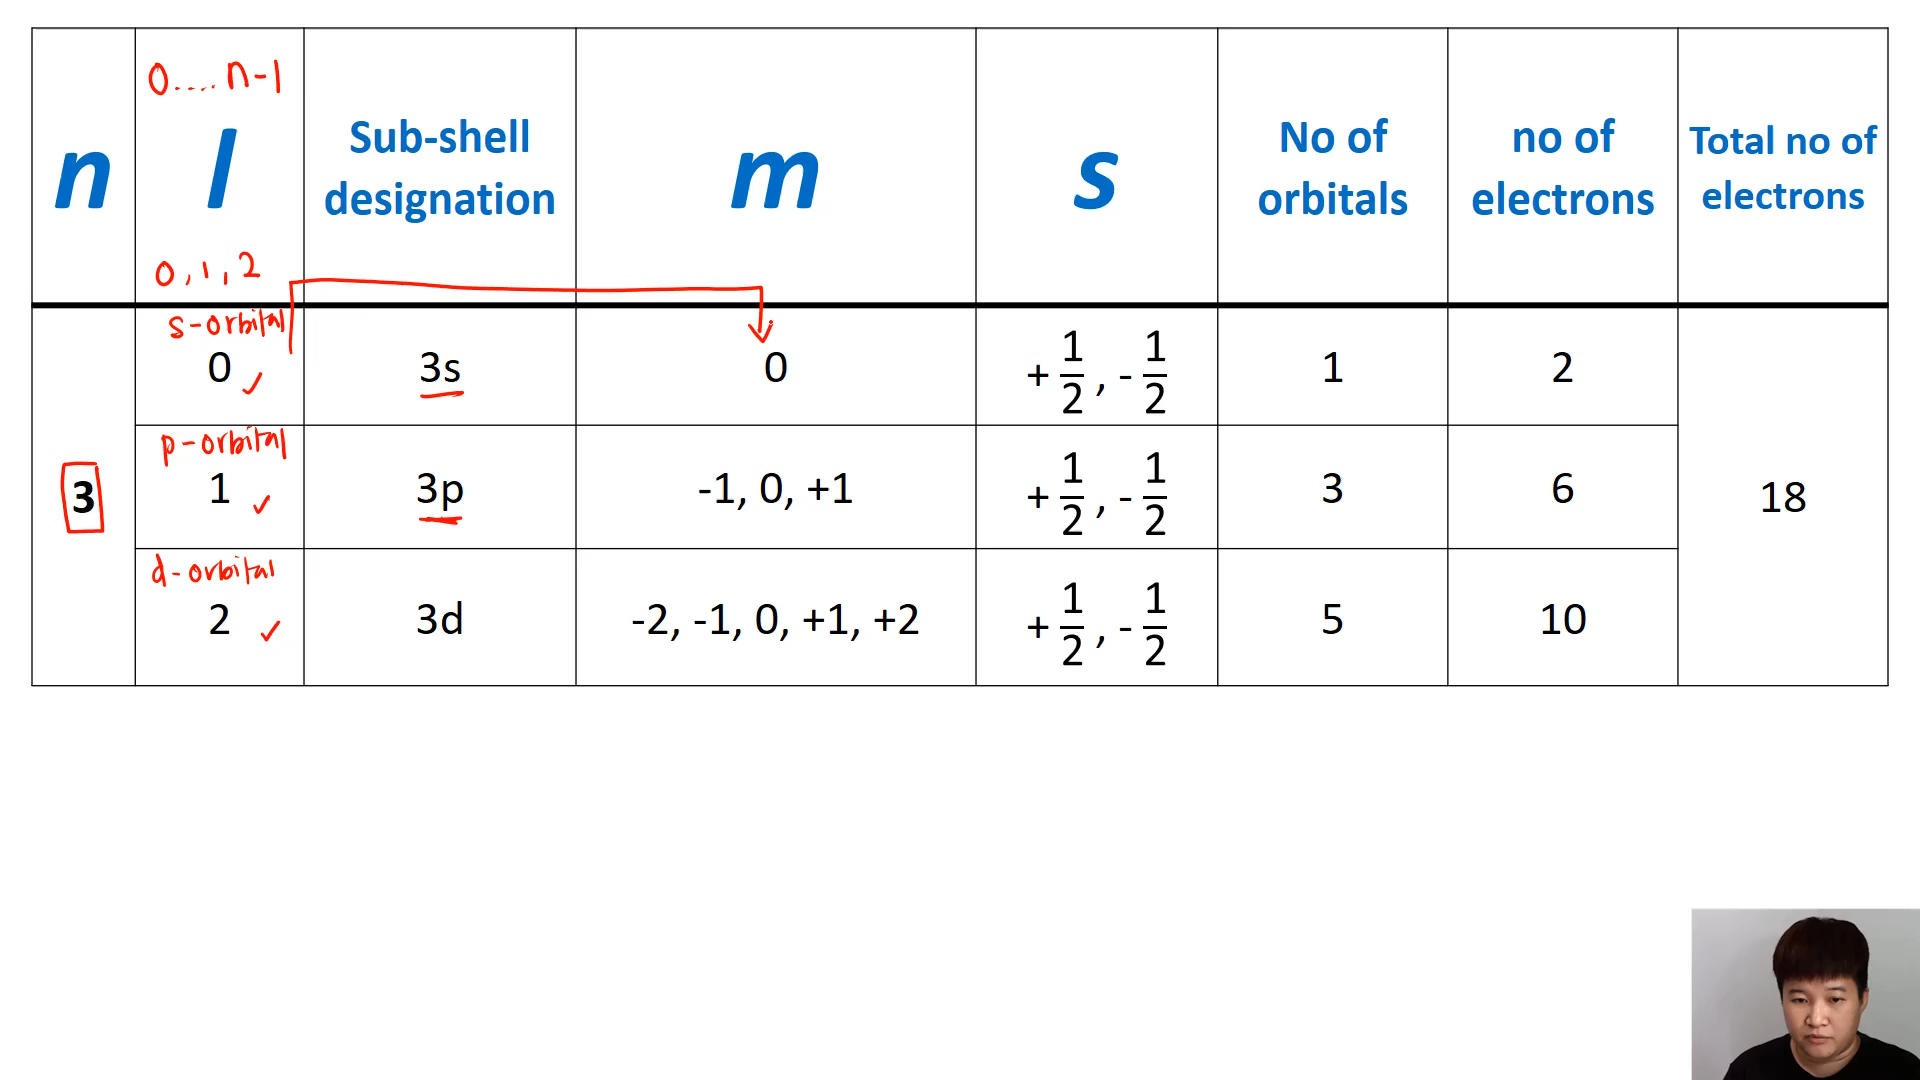 0....n-1
n l Sub-shell designation m s No of orbitals no of electrons Total no of electrons
0,1,2
s-orbital
0 3s 0 +1/2, -1/2 1 2
p-orbital
3 1 3p -1, 0, +1 +1/2, -1/2 3 6 18
d-orbital
2 3d -2, -1, 0, +1, +2 +1/2, -1/2 5 10